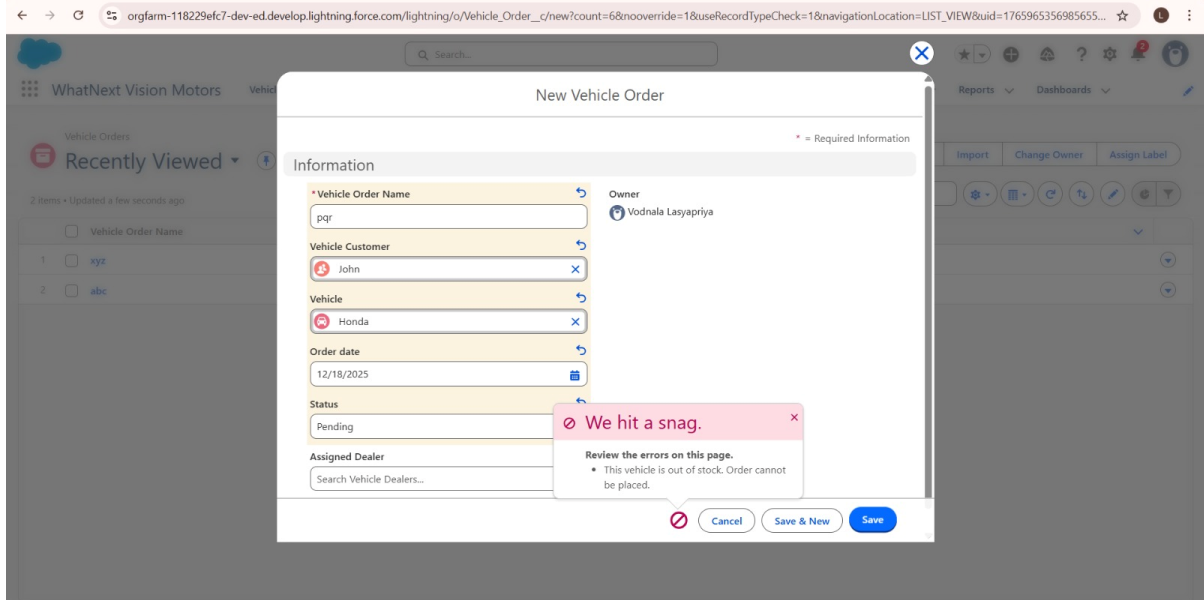 orgfarm-118229efc7-dev-ed.develop.lightning.force.com/lightning/o/Vehicle_Order__c/new?count=6&nooverride=1&useRecordTypeCheck=1&navigationLocation=LIST_VIEW&uid=1765965356985655...
L
Search...
2
WhatNext Vision Motors
Vehicl
Reports
Dashboards
Vehicle Orders
Recently Viewed
Import
Change Owner
Assign Label
2 items • Updated a few seconds ago
Vehicle Order Name
1 xyz
2 abc
New Vehicle Order
* = Required Information
Information
*Vehicle Order Name
pqr
Owner
Vodnala Lasyapriya
Vehicle Customer
John
Vehicle
Honda
Order date
12/18/2025
Status
Pending
Assigned Dealer
Search Vehicle Dealers...
We hit a snag.
Review the errors on this page.
• This vehicle is out of stock. Order cannot
be placed.
Cancel
Save & New
Save